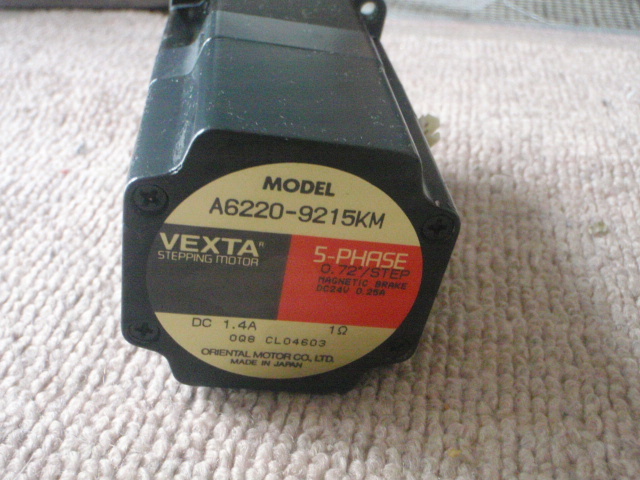 MODEL
A6220-9215KM
VEXTA®
STEPPING MOTOR
5-PHASE
0.72°/STEP
MAGNETIC BRAKE
DC24V 0.25A
DC 1.4A 1Ω
0Q8 CL04603
ORIENTAL MOTOR CO., LTD.
MADE IN JAPAN